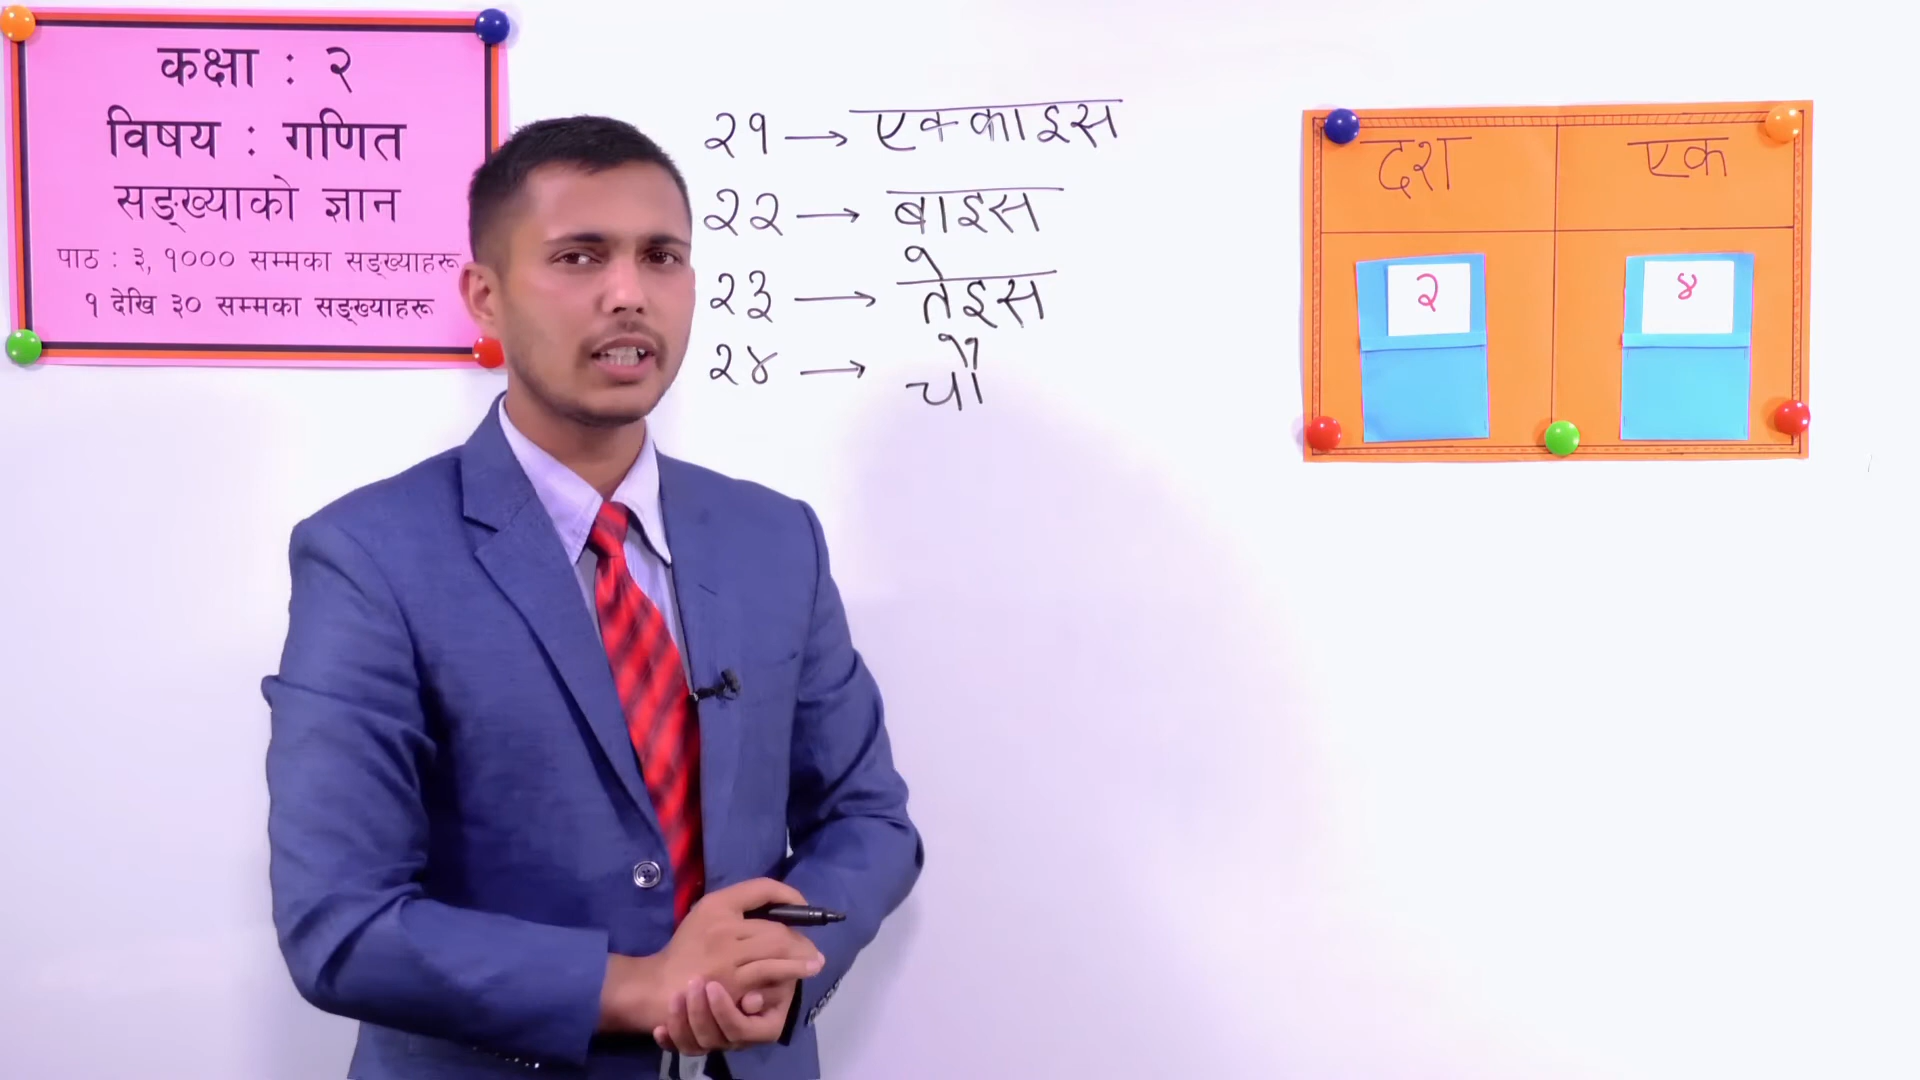 कक्षा : २
विषय : गणित
सङ्ख्याको ज्ञान
पाठ : ३, १००० सम्मका सङ्ख्याहरू
१ देखि ३० सम्मका सङ्ख्याहरू
२१ → एक्काइस
२२ → बाइस
२३ → तेइस
२४ → चौ
दश एक
२ ४